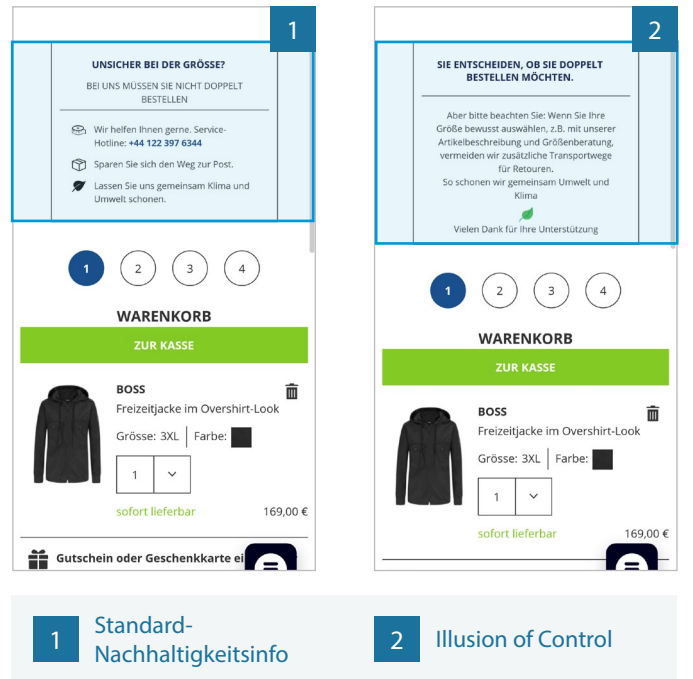 1
UNSICHER BEI DER GRÖSSE?
BEI UNS MÜSSEN SIE NICHT DOPPELT
BESTELLEN
Wir helfen Ihnen gerne. Service-
Hotline: +44 122 397 6344
Sparen Sie sich den Weg zur Post.
Lassen Sie uns gemeinsam Klima und
Umwelt schonen.
1 2 3 4
WARENKORB
ZUR KASSE
BOSS
Freizeitjacke im Overshirt-Look
Grösse: 3XL | Farbe:
1
sofort lieferbar 169,00 €
Gutschein oder Geschenkkarte ei
2
SIE ENTSCHEIDEN, OB SIE DOPPELT
BESTELLEN MÖCHTEN.
Aber bitte beachten Sie: Wenn Sie Ihre
Größe bewusst auswählen, z.B. mit unserer
Artikelbeschreibung und Größenberatung,
vermeiden wir zusätzliche Transportwege
für Retouren.
So schonen wir gemeinsam Umwelt und
Klima
Vielen Dank für Ihre Unterstützung
1 2 3 4
WARENKORB
ZUR KASSE
BOSS
Freizeitjacke im Overshirt-Look
Grösse: 3XL | Farbe:
1
sofort lieferbar 169,00 €
1 Standard-
Nachhaltigkeitsinfo
2 Illusion of Control